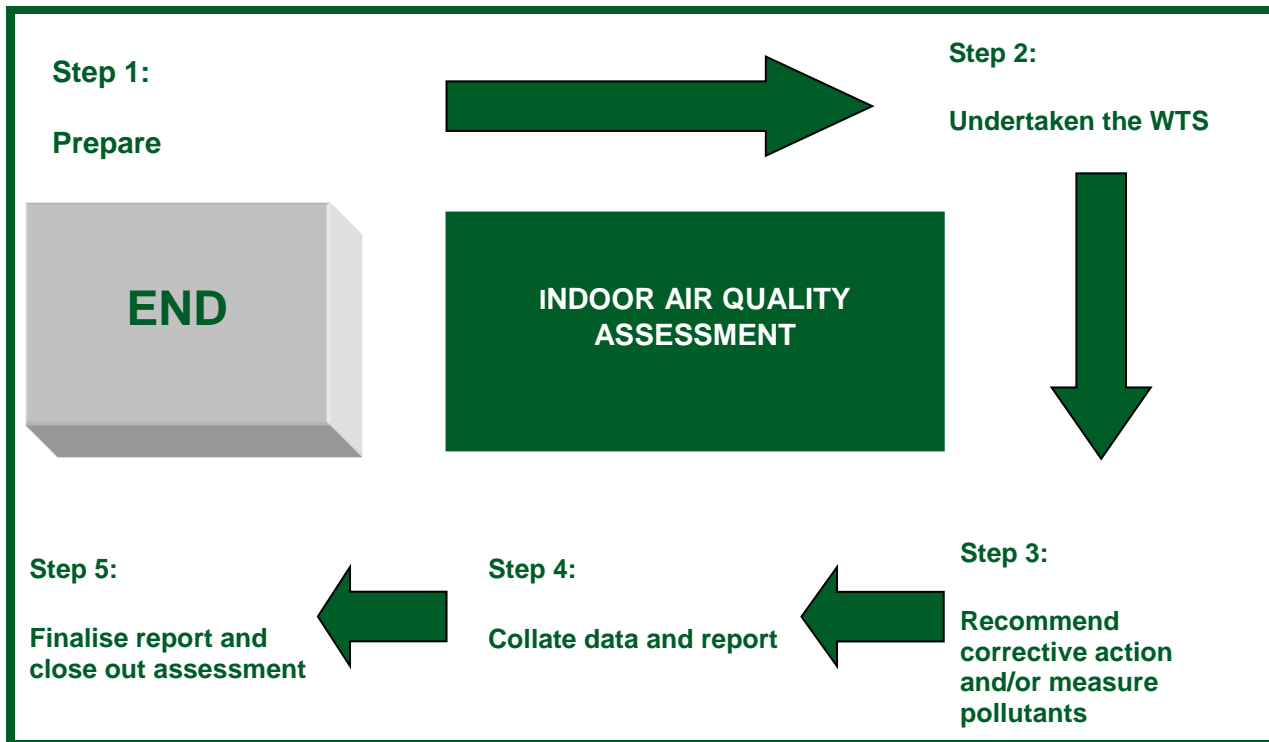 Step 1:
Prepare
Step 2:
Undertaken the WTS
END
INDOOR AIR QUALITY
ASSESSMENT
Step 3:
Recommend
corrective action
and/or measure
pollutants
Step 4:
Collate data and report
Step 5:
Finalise report and
close out assessment